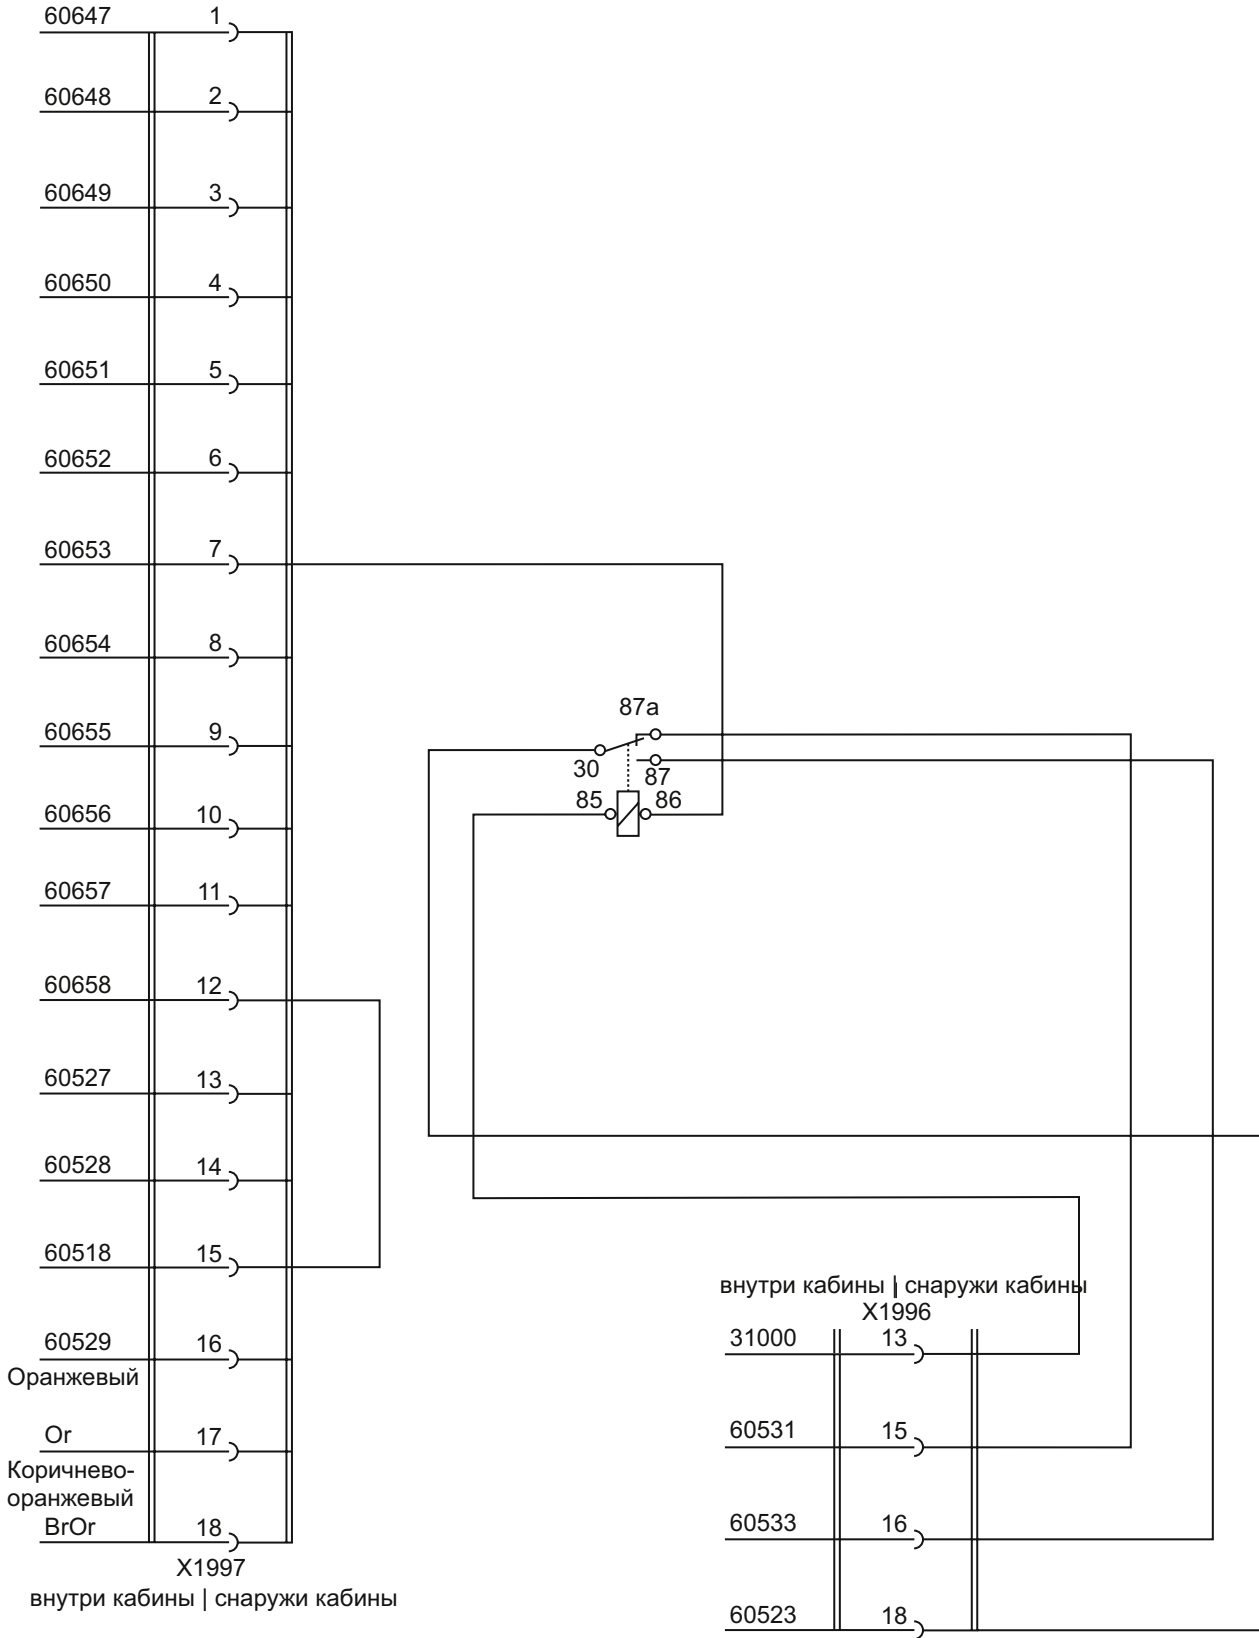 60647 1
60648 2
60649 3
60650 4
60651 5
60652 6
60653 7
60654 8
60655 9
60656 10
60657 11
60658 12
60527 13
60528 14
60518 15
60529 16
Оранжевый
Or 17
Коричнево-
оранжевый
BrOr 18
X1997
внутри кабины | снаружи кабины
87a
30
87
85 86
внутри кабины | снаружи кабины
X1996
31000 13
60531 15
60533 16
60523 18